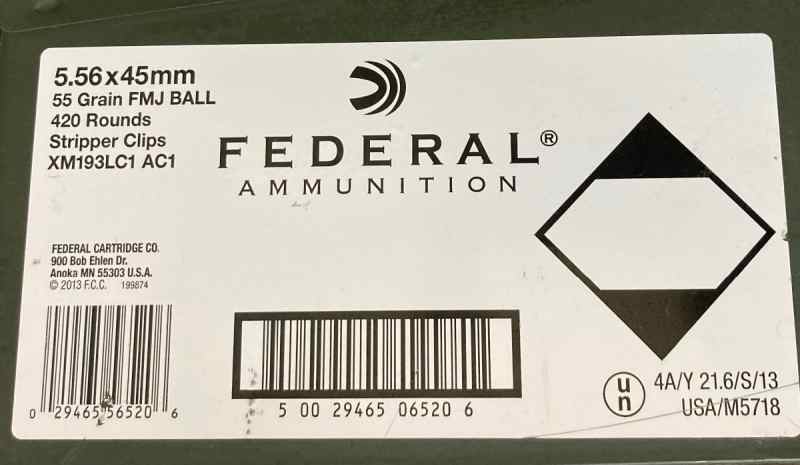 5.56x45mm
55 Grain FMJ BALL
420 Rounds
Stripper Clips
XM193LC1 AC1
FEDERAL®
AMMUNITION
FEDERAL CARTRIDGE CO.
900 Bob Ehlen Dr.
Anoka MN 55303 U.S.A.
© 2013 F.C.C. 199874
0 29465 56520 6
5 00 29465 06520 6
un
4A/Y 21.6/S/13
USA/M5718